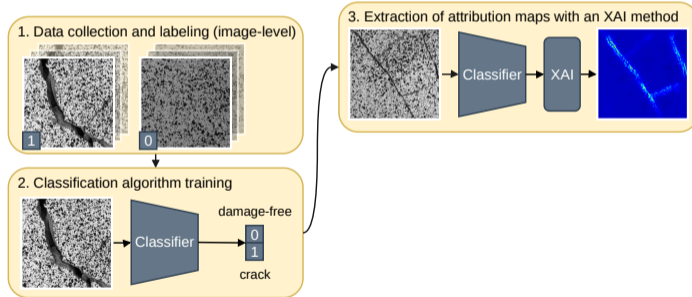 1. Data collection and labeling (image-level)
1
0
2. Classification algorithm training
Classifier
damage-free
0
1
crack
3. Extraction of attribution maps with an XAI method
Classifier
XAI